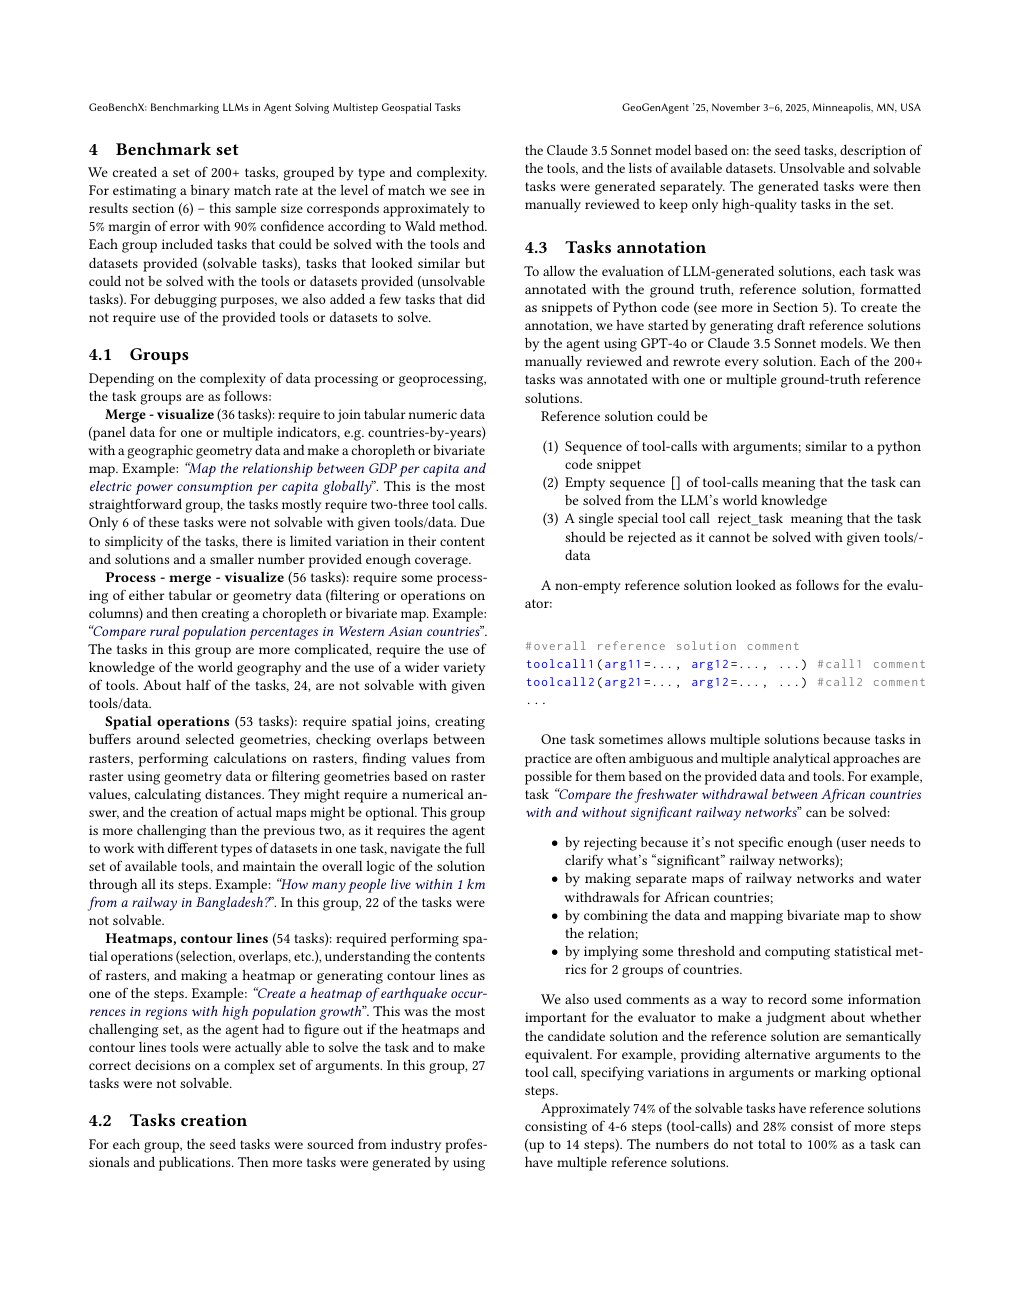 GeoBenchX: Benchmarking LLMs in Agent Solving Multistep Geospatial Tasks
GeoGenAgent ’25, November 3–6, 2025, Minneapolis, MN, USA
4 Benchmark set
We created a set of 200+ tasks, grouped by type and complexity.
For estimating a binary match rate at the level of match we see in
results section (6) – this sample size corresponds approximately to
5% margin of error with 90% confidence according to Wald method.
Each group included tasks that could be solved with the tools and
datasets provided (solvable tasks), tasks that looked similar but
could not be solved with the tools or datasets provided (unsolvable
tasks). For debugging purposes, we also added a few tasks that did
not require use of the provided tools or datasets to solve.
4.1 Groups
Depending on the complexity of data processing or geoprocessing,
the task groups are as follows:
Merge - visualize (36 tasks): require to join tabular numeric data
(panel data for one or multiple indicators, e.g. countries-by-years)
with a geographic geometry data and make a choropleth or bivariate
map. Example: “Map the relationship between GDP per capita and
electric power consumption per capita globally”. This is the most
straightforward group, the tasks mostly require two-three tool calls.
Only 6 of these tasks were not solvable with given tools/data. Due
to simplicity of the tasks, there is limited variation in their content
and solutions and a smaller number provided enough coverage.
Process - merge - visualize (56 tasks): require some process-
ing of either tabular or geometry data (filtering or operations on
columns) and then creating a choropleth or bivariate map. Example:
“Compare rural population percentages in Western Asian countries”.
The tasks in this group are more complicated, require the use of
knowledge of the world geography and the use of a wider variety
of tools. About half of the tasks, 24, are not solvable with given
tools/data.
Spatial operations (53 tasks): require spatial joins, creating
buffers around selected geometries, checking overlaps between
rasters, performing calculations on rasters, finding values from
raster using geometry data or filtering geometries based on raster
values, calculating distances. They might require a numerical an-
swer, and the creation of actual maps might be optional. This group
is more challenging than the previous two, as it requires the agent
to work with different types of datasets in one task, navigate the full
set of available tools, and maintain the overall logic of the solution
through all its steps. Example: “How many people live within 1 km
from a railway in Bangladesh?”. In this group, 22 of the tasks were
not solvable.
Heatmaps, contour lines (54 tasks): required performing spa-
tial operations (selection, overlaps, etc.), understanding the contents
of rasters, and making a heatmap or generating contour lines as
one of the steps. Example: “Create a heatmap of earthquake occur-
rences in regions with high population growth”. This was the most
challenging set, as the agent had to figure out if the heatmaps and
contour lines tools were actually able to solve the task and to make
correct decisions on a complex set of arguments. In this group, 27
tasks were not solvable.
4.2 Tasks creation
For each group, the seed tasks were sourced from industry profes-
sionals and publications. Then more tasks were generated by using
the Claude 3.5 Sonnet model based on: the seed tasks, description of
the tools, and the lists of available datasets. Unsolvable and solvable
tasks were generated separately. The generated tasks were then
manually reviewed to keep only high-quality tasks in the set.
4.3 Tasks annotation
To allow the evaluation of LLM-generated solutions, each task was
annotated with the ground truth, reference solution, formatted
as snippets of Python code (see more in Section 5). To create the
annotation, we have started by generating draft reference solutions
by the agent using GPT-4o or Claude 3.5 Sonnet models. We then
manually reviewed and rewrote every solution. Each of the 200+
tasks was annotated with one or multiple ground-truth reference
solutions.
Reference solution could be
(1) Sequence of tool-calls with arguments; similar to a python
code snippet
(2) Empty sequence [] of tool-calls meaning that the task can
be solved from the LLM’s world knowledge
(3) A single special tool call reject_task meaning that the task
should be rejected as it cannot be solved with given tools/-
data
A non-empty reference solution looked as follows for the evalu-
ator:
#overall reference solution comment
toolcall1(arg11=..., arg12=..., ...) #call1 comment
toolcall2(arg21=..., arg12=..., ...) #call2 comment
...
One task sometimes allows multiple solutions because tasks in
practice are often ambiguous and multiple analytical approaches are
possible for them based on the provided data and tools. For example,
task “Compare the freshwater withdrawal between African countries
with and without significant railway networks” can be solved:
• by rejecting because it’s not specific enough (user needs to
clarify what’s “significant” railway networks);
• by making separate maps of railway networks and water
withdrawals for African countries;
• by combining the data and mapping bivariate map to show
the relation;
• by implying some threshold and computing statistical met-
rics for 2 groups of countries.
We also used comments as a way to record some information
important for the evaluator to make a judgment about whether
the candidate solution and the reference solution are semantically
equivalent. For example, providing alternative arguments to the
tool call, specifying variations in arguments or marking optional
steps.
Approximately 74% of the solvable tasks have reference solutions
consisting of 4-6 steps (tool-calls) and 28% consist of more steps
(up to 14 steps). The numbers do not total to 100% as a task can
have multiple reference solutions.